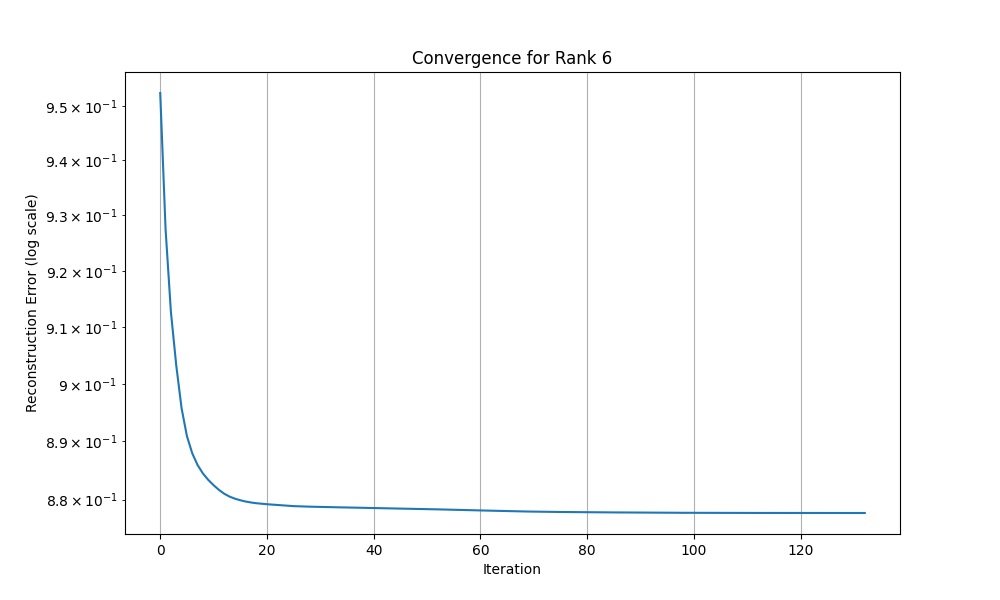 Convergence for Rank 6
Reconstruction Error (log scale)
9.5 × 10⁻¹
9.4 × 10⁻¹
9.3 × 10⁻¹
9.2 × 10⁻¹
9.1 × 10⁻¹
9 × 10⁻¹
8.9 × 10⁻¹
8.8 × 10⁻¹
0 20 40 60 80 100 120
Iteration